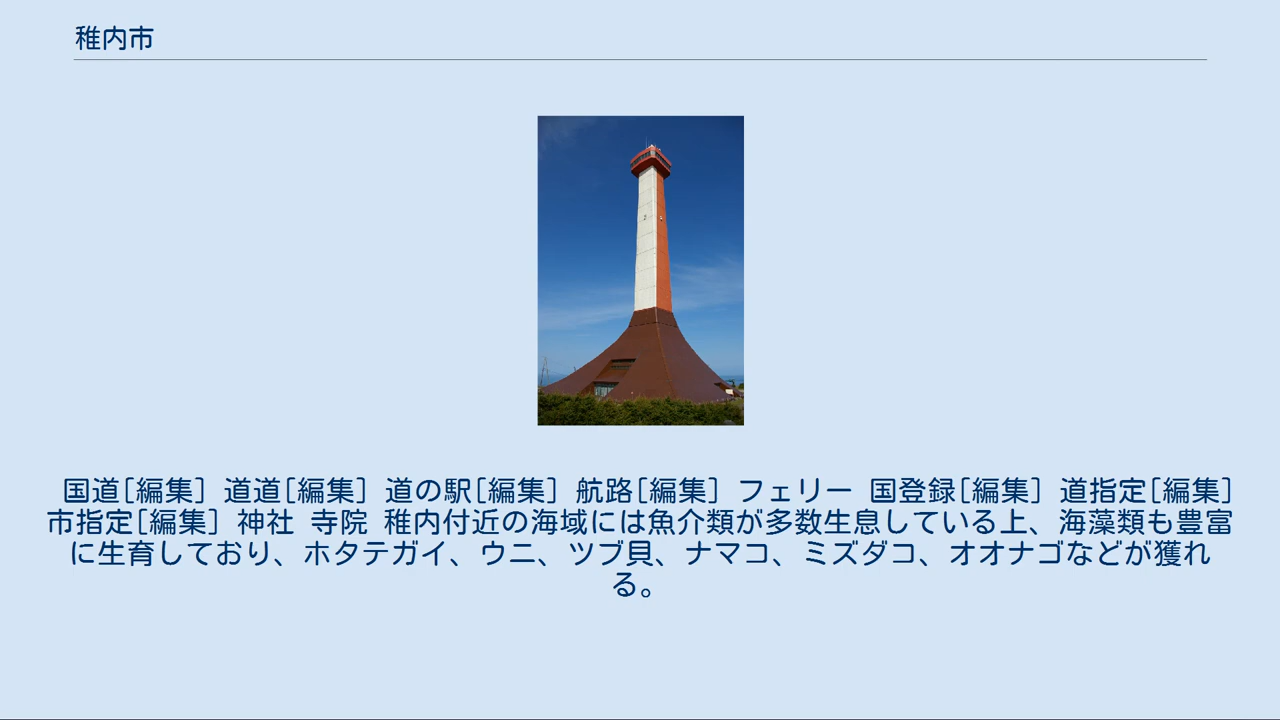 稚内市
国道[編集] 道道[編集] 道の駅[編集] 航路[編集] フェリー 国登録[編集] 道指定[編集]
市指定[編集] 神社 寺院 稚内付近の海域には魚介類が多数生息している上、海藻類も豊富
に生育しており、ホタテガイ、ウニ、ツブ貝、ナマコ、ミズダコ、オオナゴなどが獲れ
る。